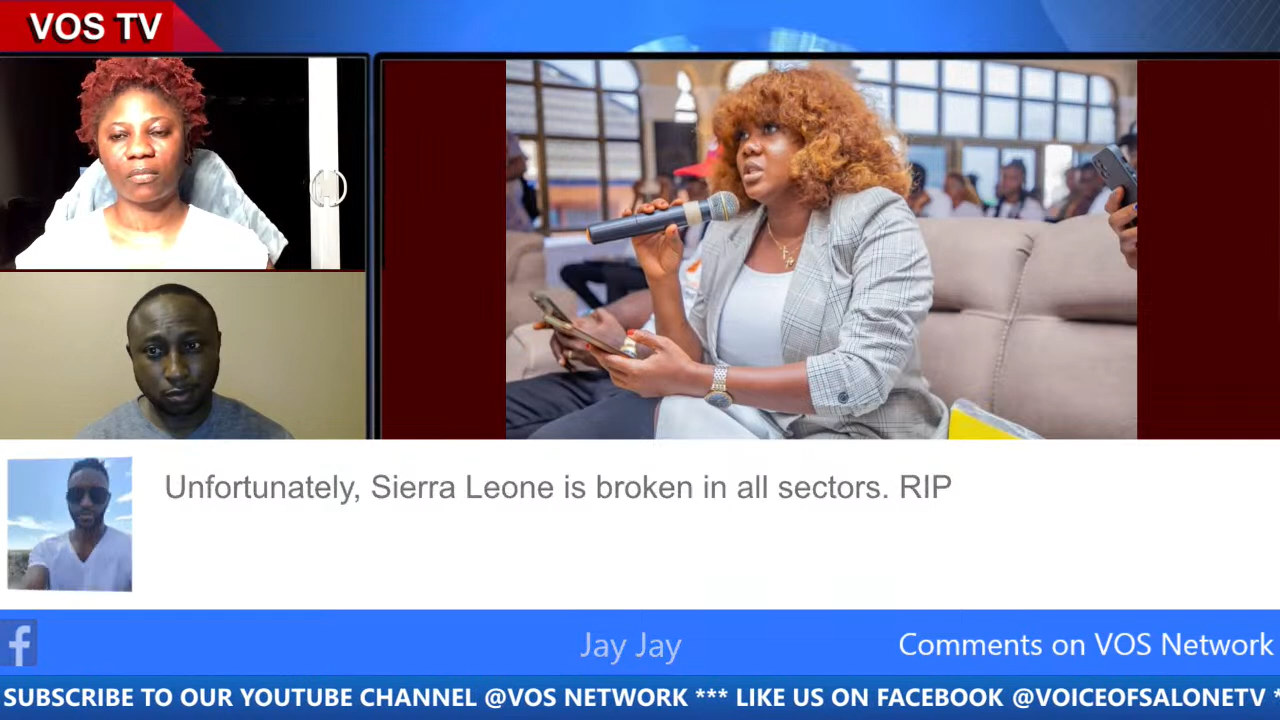 VOS TV
Unfortunately, Sierra Leone is broken in all sectors. RIP
Jay Jay
Comments on VOS Network
SUBSCRIBE TO OUR YOUTUBE CHANNEL @VOS NETWORK *** LIKE US ON FACEBOOK @VOICEOFSALONETV *